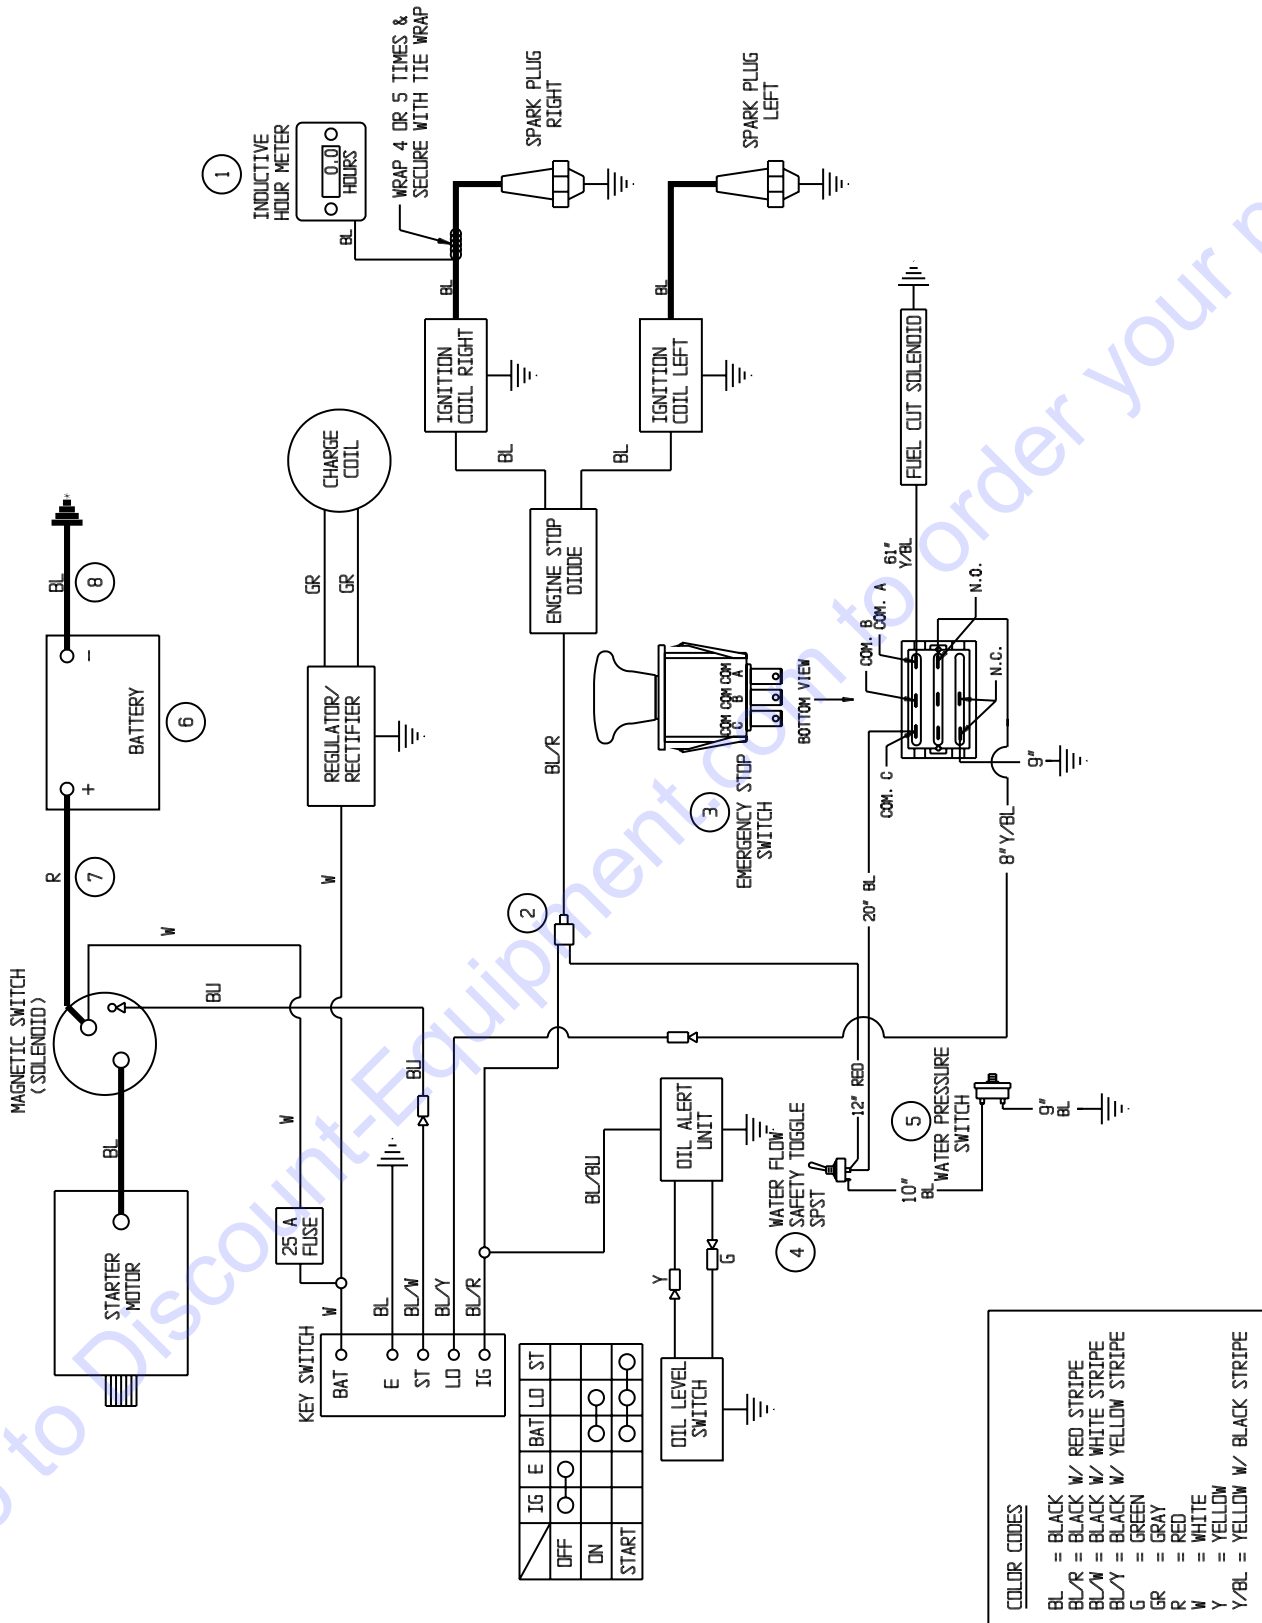 MAGNETIC SWITCH
(SOLENOID)
STARTER
MOTOR
BL
R
7
BATTERY
+
-
6
BL
8
W
BU
W
25 A
FUSE
W
REGULATOR/
RECTIFIER
GR
GR
CHARGE
COIL
1
INDUCTIVE
HOUR METER
0.0
HOURS
BL
WRAP 4 OR 5 TIMES &
SECURE WITH TIE WRAP
SPARK PLUG
RIGHT
SPARK PLUG
LEFT
BL
BL
IGNITION
COIL RIGHT
IGNITION
COIL LEFT
BL
BL
ENGINE STOP
DIODE
BL/R
2
KEY SWITCH
BAT
E
ST
LO
IG
W
BL
BL/W
BL/Y
BL/R
BU
BL/BU
IG E BAT LO ST
OFF
ON
START
OIL LEVEL
SWITCH
Y
G
OIL ALERT
UNIT
3
EMERGENCY STOP
SWITCH
COM COM COM
C B A
BOTTOM VIEW
COM. C
COM. B
COM. A
N.O.
N.C.
61"
Y/BL
FUEL CUT SOLENOID
20" BL
8" Y/BL
9"
12" RED
WATER FLOW
SAFETY TOGGLE
SPST
4
5
WATER PRESSURE
SWITCH
10"
BL
9"
BL
COLOR CODES
BL = BLACK
BL/R = BLACK W/ RED STRIPE
BL/W = BLACK W/ WHITE STRIPE
BL/Y = BLACK W/ YELLOW STRIPE
G = GREEN
GR = GRAY
R = RED
W = WHITE
Y = YELLOW
Y/BL = YELLOW W/ BLACK STRIPE
to Discount-Equipment.com to order your